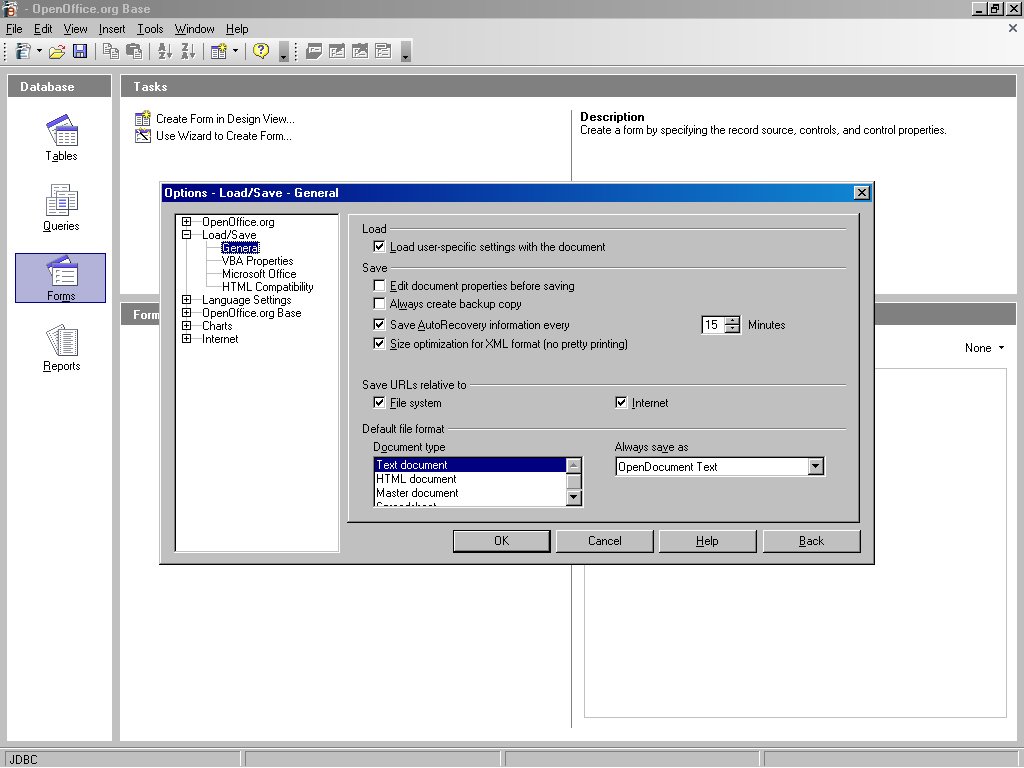 - OpenOffice.org Base
File Edit View Insert Tools Window Help
Database
Tasks
Tables
Queries
Forms
Reports
Create Form in Design View...
Use Wizard to Create Form...
Description
Create a form by specifying the record source, controls, and control properties.
Form
None
Options - Load/Save - General
OpenOffice.org
Load/Save
General
VBA Properties
Microsoft Office
HTML Compatibility
Language Settings
OpenOffice.org Base
Charts
Internet
Load
Load user-specific settings with the document
Save
Edit document properties before saving
Always create backup copy
Save AutoRecovery information every 15 Minutes
Size optimization for XML format (no pretty printing)
Save URLs relative to
File system Internet
Default file format
Document type Always save as
Text document OpenDocument Text
HTML document
Master document
Spreadsheet
OK Cancel Help Back
JDBC